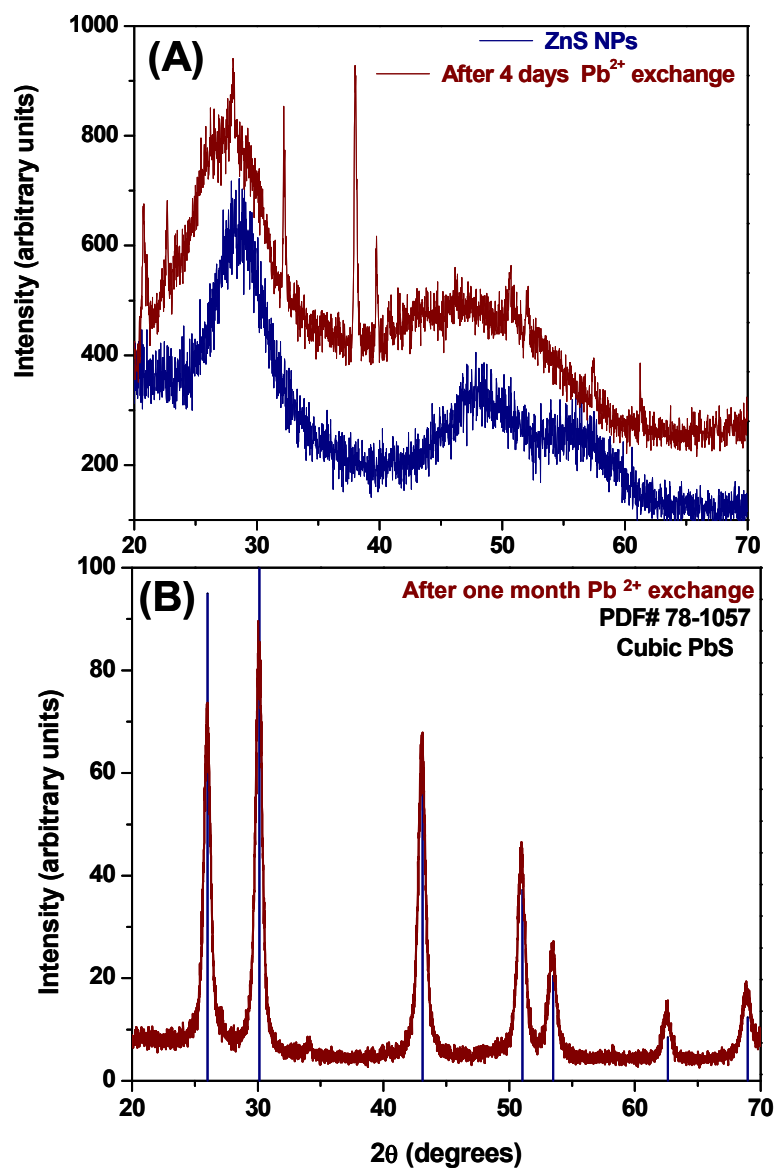 (A)
ZnS NPs
After 4 days Pb²⁺ exchange
Intensity (arbitrary units)
1000
800
600
400
200
20 30 40 50 60 70
(B)
After one month Pb ²⁺ exchange
PDF# 78-1057
Cubic PbS
Intensity (arbitrary units)
100
80
60
40
20
0
20 30 40 50 60 70
2θ (degrees)